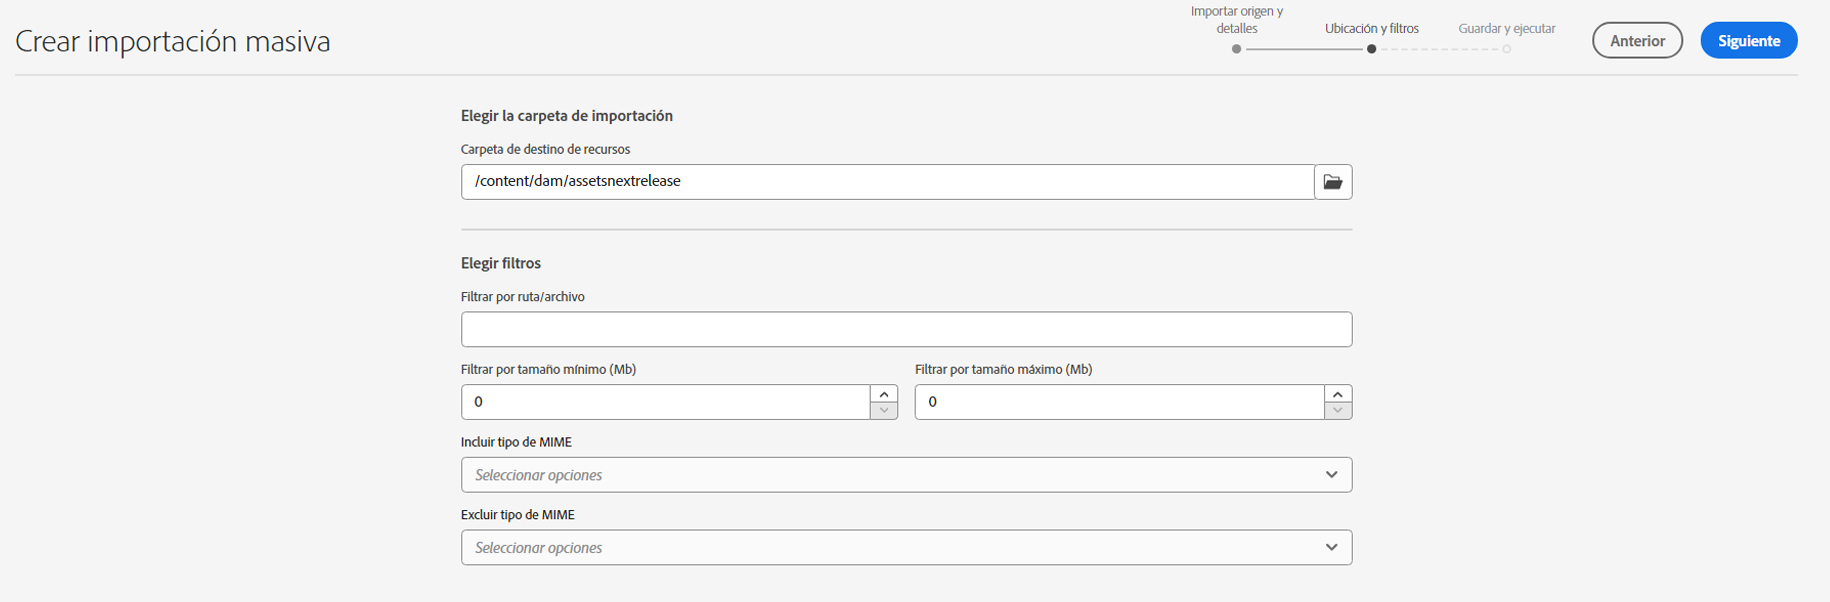 Crear importación masiva
Importar origen y
detalles
Ubicación y filtros
Guardar y ejecutar
Anterior
Siguiente
Elegir la carpeta de importación
Carpeta de destino de recursos
/content/dam/assetsnextrelease
Elegir filtros
Filtrar por ruta/archivo
Filtrar por tamaño mínimo (Mb)
Filtrar por tamaño máximo (Mb)
0
0
Incluir tipo de MIME
Seleccionar opciones
Excluir tipo de MIME
Seleccionar opciones